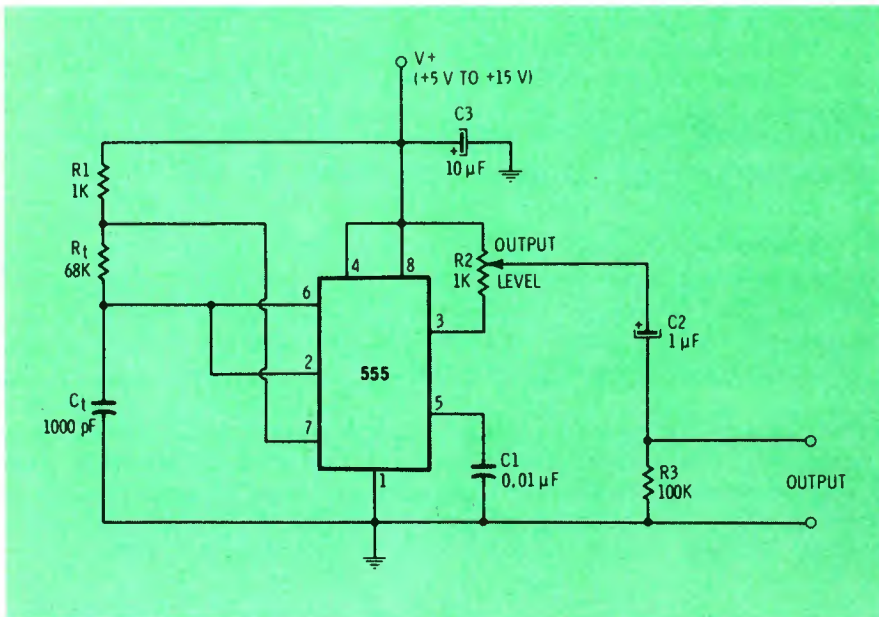 V+
(+5 V TO +15 V)
C3
+
10 µF
R1
1K
Rt
68K
4
8
R2
1K
OUTPUT
LEVEL
6
3
+
C2
1 µF
2
555
5
Ct
1000 pF
7
C1
0.01 µF
R3
100K
OUTPUT
1